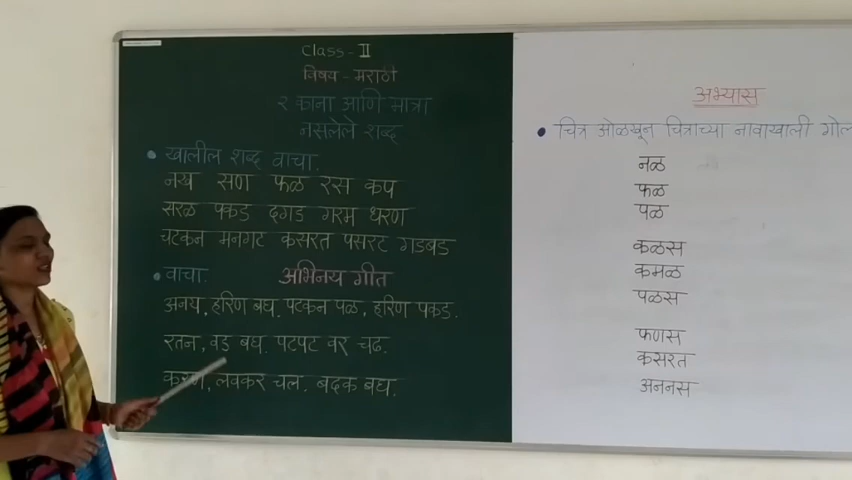 Class - II
विषय - मराठी
२ काना आणि मात्रा
नसलेले शब्द
• खालील शब्द वाचा.
नख सण फळ रस कप
सरळ पकड दगड गरम धरण
चटकन मनगट कसरत पसरट गडबड
• वाचा. अभिनय गीत
अजय, हरिण बघ. पटकन पळ, हरिण पकड.
रतन, वड बघ. पटपट वर चढ.
लवकर चल. बदक बघ.
अभ्यास
• चित्र ओळखून चित्राच्या नावाखाली गोल
नळ
फळ
पळ
कळस
कमळ
पळस
फणस
कसरत
अननस